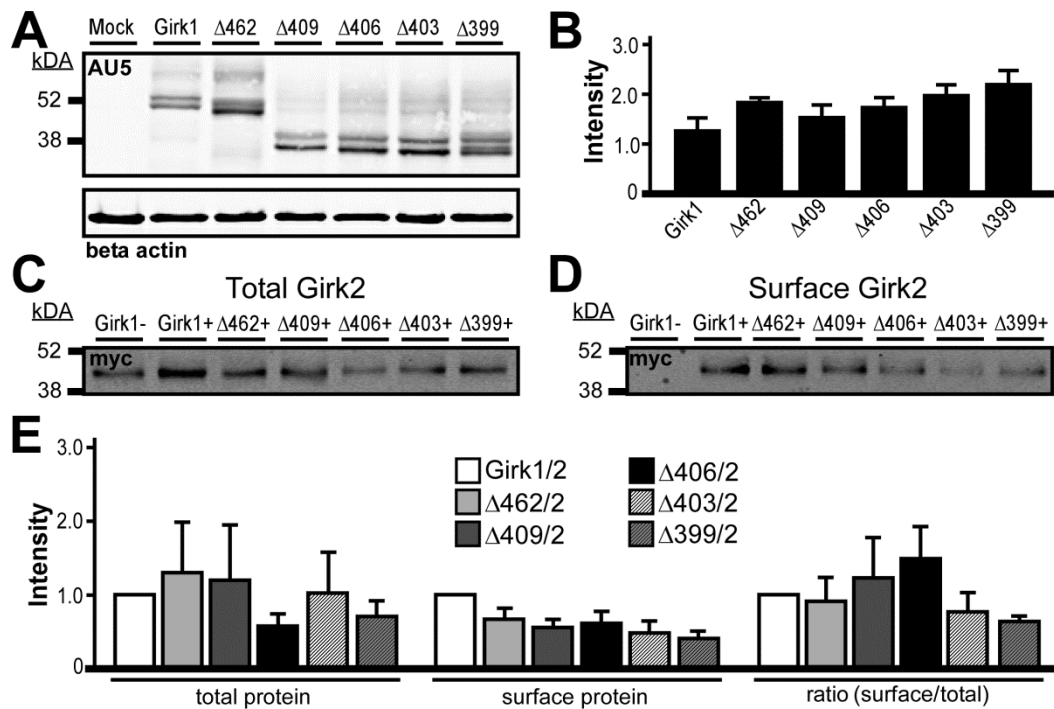 A
Mock Girk1 Δ462 Δ409 Δ406 Δ403 Δ399
kDA
AU5
52
38
beta actin
B
3.0
2.0
1.0
0
Intensity
Girk1 Δ462 Δ409 Δ406 Δ403 Δ399
C
Total Girk2
kDA
Girk1- Girk1+ Δ462+ Δ409+ Δ406+ Δ403+ Δ399+
52
myc
38
D
Surface Girk2
kDA
Girk1- Girk1+ Δ462+ Δ409+ Δ406+ Δ403+ Δ399+
52
myc
38
E
3.0
2.0
1.0
0
Intensity
Girk1/2
Δ462/2
Δ409/2
Δ406/2
Δ403/2
Δ399/2
total protein
surface protein
ratio (surface/total)